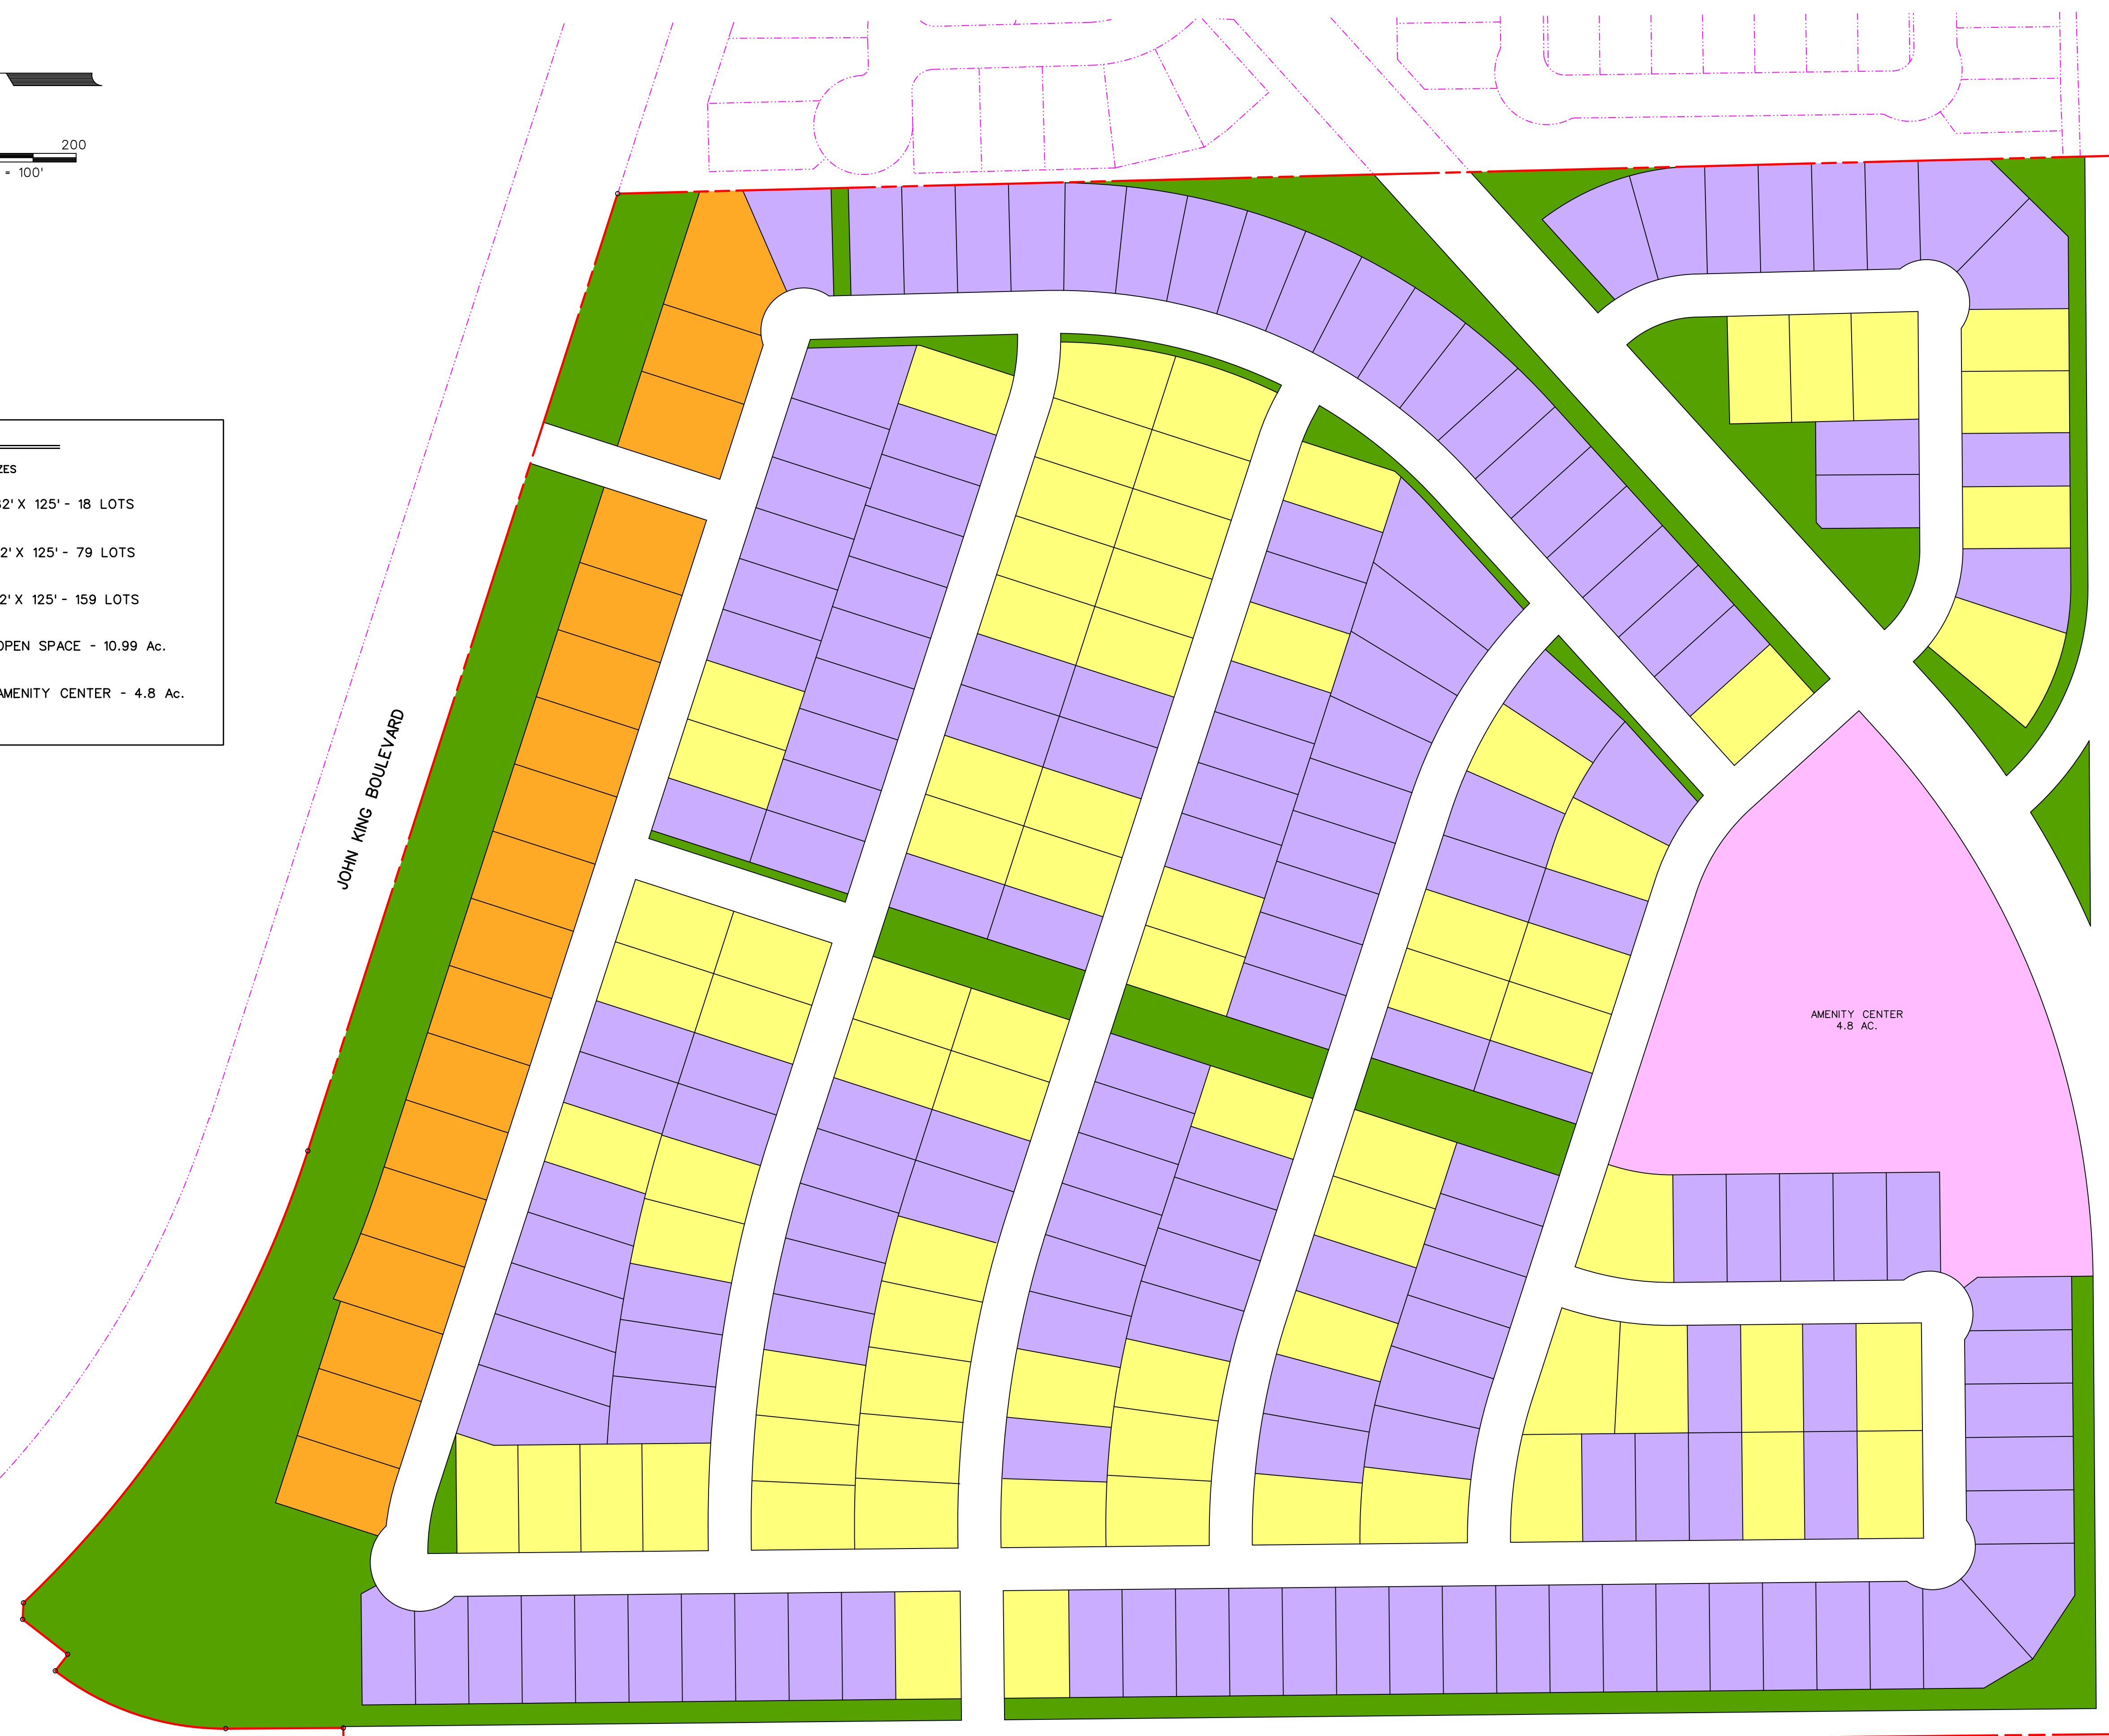 200
= 100'
ZES
2' X 125' - 18 LOTS
2' X 125' - 79 LOTS
2' X 125' - 159 LOTS
OPEN SPACE - 10.99 Ac.
AMENITY CENTER - 4.8 Ac.
JOHN KING BOULEVARD
AMENITY CENTER
4.8 AC.